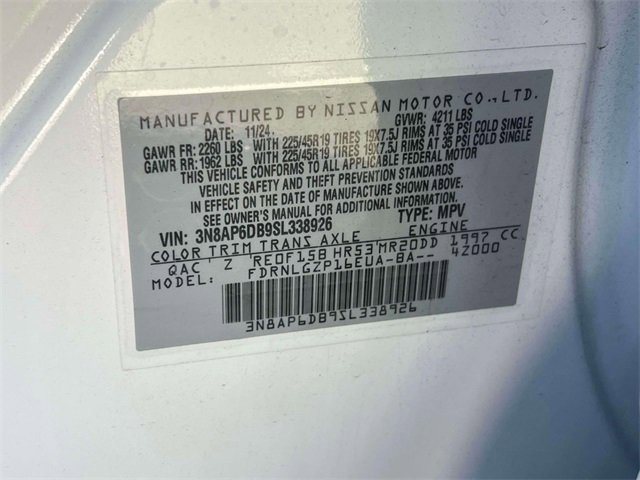 MANUFACTURED BY NISSAN MOTOR CO., LTD.
DATE: 11/24 GVWR: 4211 LBS
GAWR FR: 2260 LBS WITH 225/45R19 TIRES 19X7.5J RIMS AT 35 PSI COLD SINGLE
GAWR RR: 1962 LBS WITH 225/45R19 TIRES 19X7.5J RIMS AT 35 PSI COLD SINGLE
THIS VEHICLE CONFORMS TO ALL APPLICABLE FEDERAL MOTOR
VEHICLE SAFETY AND THEFT PREVENTION STANDARDS
IN EFFECT ON THE DATE OF MANUFACTURE SHOWN ABOVE.
SEE OWNER'S MANUAL FOR ADDITIONAL INFORMATION.
VIN: 3N8AP6DB9SL338926 TYPE: MPV
COLOR TRIM TRANS AXLE ENGINE
QAC Z RE0F15B HR53 MR20DD 1997 CC
MODEL: FDRNLGZP16EUA-BA-- 4Z000
3N8AP6DB9SL338926